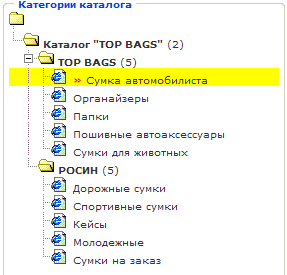 Категории каталога
Каталог "TOP BAGS" (2)
TOP BAGS (5)
» Сумка автомобилиста
Органайзеры
Папки
Пошивные автоаксессуары
Сумки для животных
РОСИН (5)
Дорожные сумки
Спортивные сумки
Кейсы
Молодежные
Сумки на заказ